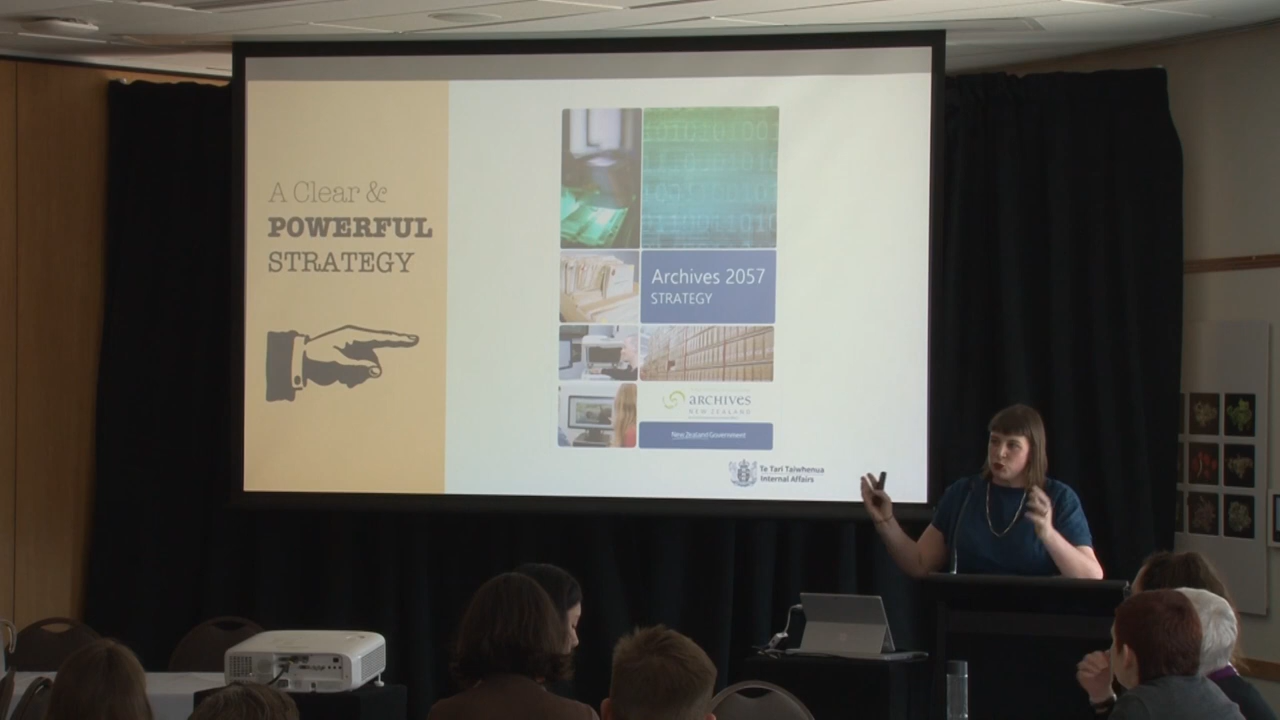 A Clear &
POWERFUL
STRATEGY
Archives 2057
STRATEGY
ARCHIVES
NEW ZEALAND
New Zealand Government
Te Tari Taiwhenua
Internal Affairs